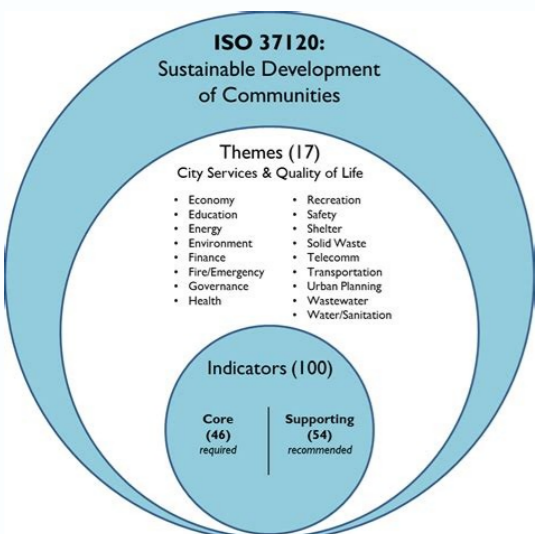 ISO 37120:
Sustainable Development
of Communities
Themes (17)
City Services & Quality of Life
• Economy
• Education
• Energy
• Environment
• Finance
• Fire/Emergency
• Governance
• Health
• Recreation
• Safety
• Shelter
• Solid Waste
• Telecomm
• Transportation
• Urban Planning
• Wastewater
• Water/Sanitation
Indicators (100)
Core
(46)
required
Supporting
(54)
recommended